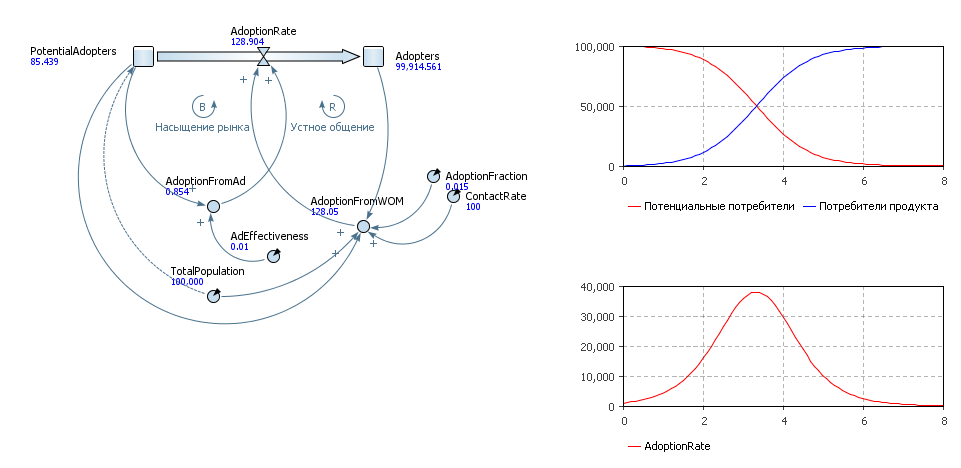 AdoptionRate
128.904
PotentialAdopters
85.439
Adopters
99,914.561
+
+
B
R
Насыщение рынка
Устное общение
AdoptionFromAd
0.854
+
+
AdoptionFraction
0.015
ContactRate
100
AdoptionFromWOM
128.05
+
+
+
AdEffectiveness
0.01
TotalPopulation
100,000
100,000
50,000
0
0 2 4 6 8
Потенциальные потребители Потребители продукта
40,000
30,000
20,000
10,000
0
0 2 4 6 8
AdoptionRate